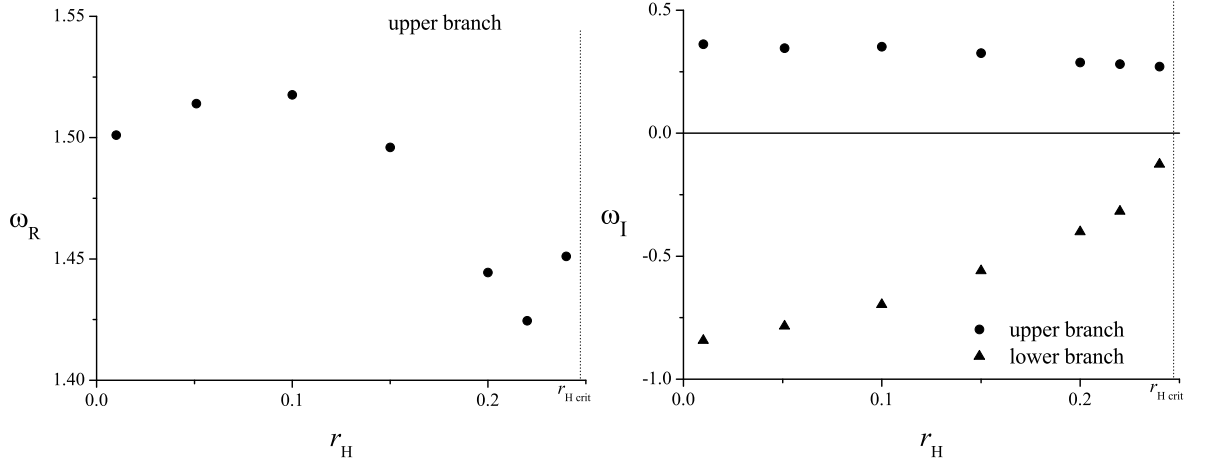 1.55
upper branch
1.50
1.45
1.40
ω_R
0.0
0.1
0.2
r_H crit
r_H
0.5
0.0
-0.5
-1.0
ω_I
upper branch
lower branch
0.0
0.1
0.2
r_H crit
r_H